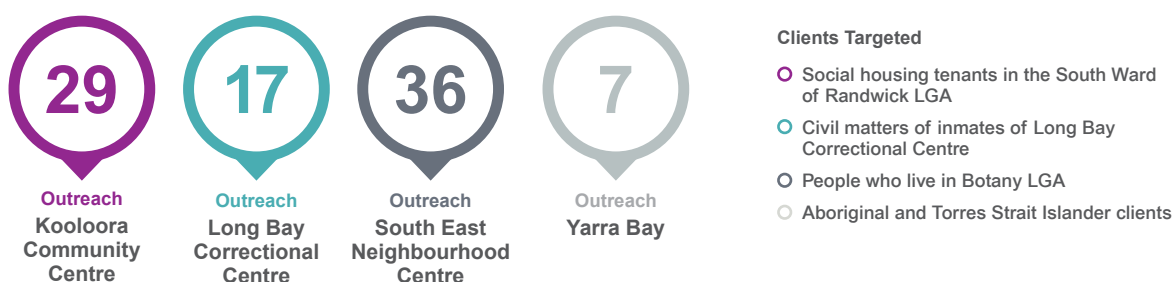 29
17
36
7
Outreach
Kooloora
Community
Centre
Outreach
Long Bay
Correctional
Centre
Outreach
South East
Neighbourhood
Centre
Outreach
Yarra Bay
Clients Targeted
Social housing tenants in the South Ward
of Randwick LGA
Civil matters of inmates of Long Bay
Correctional Centre
People who live in Botany LGA
Aboriginal and Torres Strait Islander clients